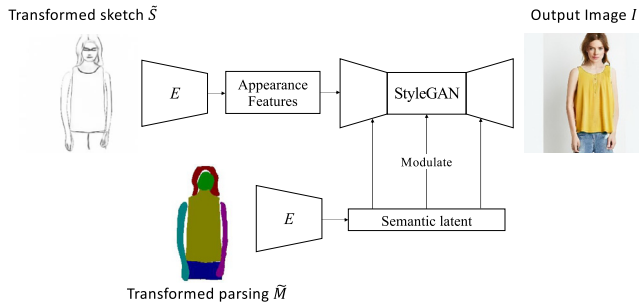 Transformed sketch S̃
Output Image I
E
Appearance
Features
StyleGAN
Modulate
E
Semantic latent
Transformed parsing M̃